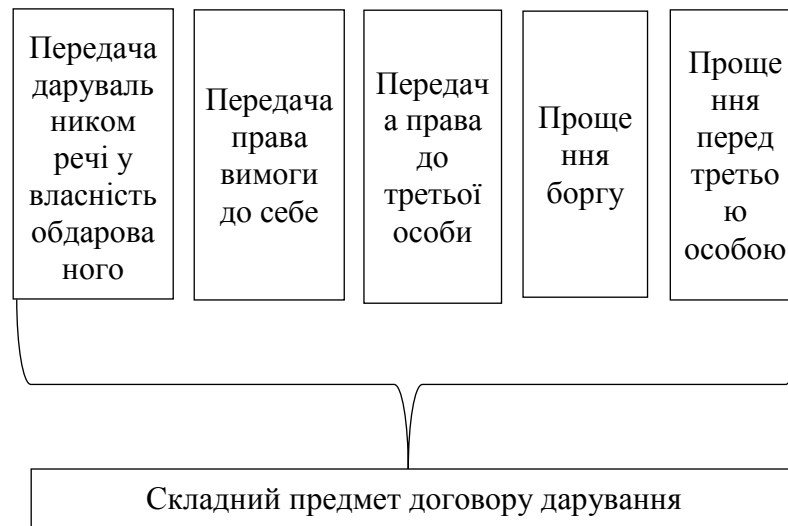 Передача
даруваль
ником
речі у
власність
обдарова
ного
Передача
права
вимоги
до себе
Передач
а права
до
третьої
особи
Проще
ння
боргу
Проще
ння
перед
третьо
ю
особою
Складний предмет договору дарування